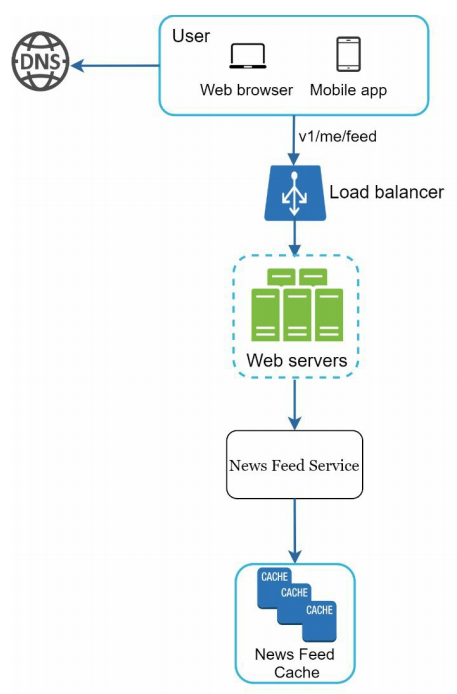 User
DNS
Web browser
Mobile app
v1/me/feed
Load balancer
Web servers
News Feed Service
CACHE
CACHE
CACHE
News Feed
Cache